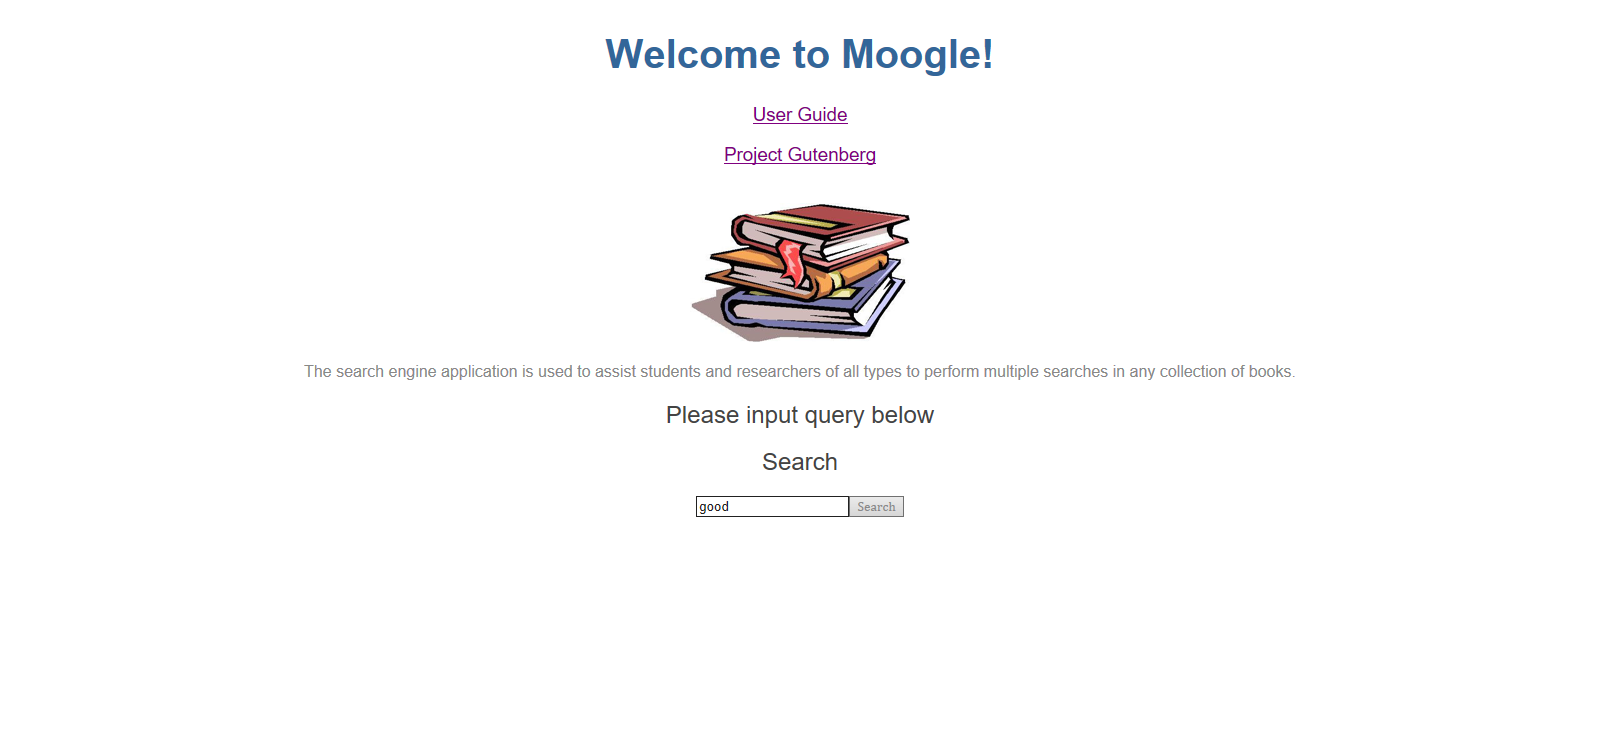 Welcome to Moogle!
User Guide
Project Gutenberg
The search engine application is used to assist students and researchers of all types to perform multiple searches in any collection of books.
Please input query below
Search
good Search